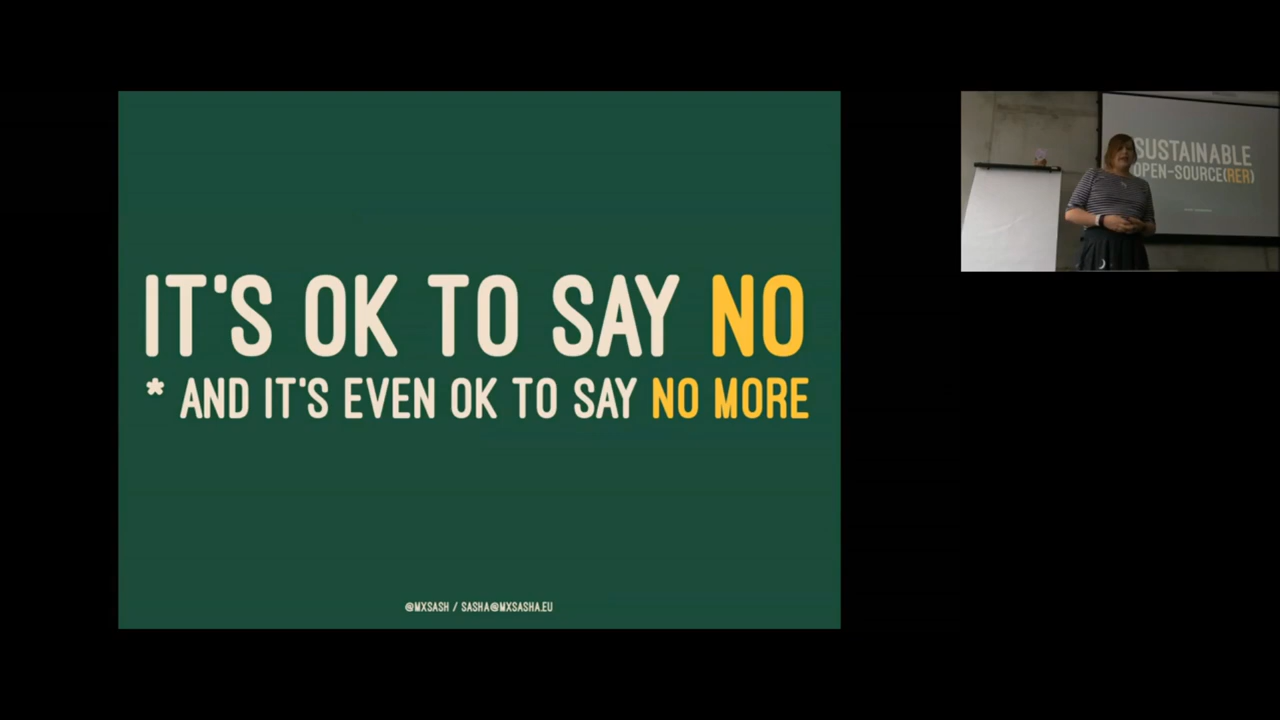 IT'S OK TO SAY NO
* AND IT'S EVEN OK TO SAY NO MORE
@MXSASH / SASHA@MXSASHA.EU
SUSTAINABLE
OPEN-SOURCE(RER)